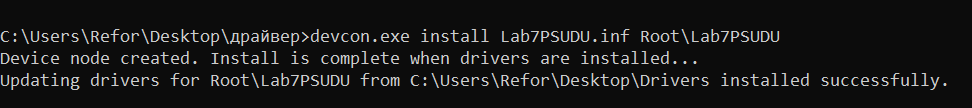 C:\Users\Refor\Desktop\драйвер>devcon.exe install Lab7PSUDU.inf Root\Lab7PSUDU
Device node created. Install is complete when drivers are installed...
Updating drivers for Root\Lab7PSUDU from C:\Users\Refor\Desktop\Drivers installed successfully.